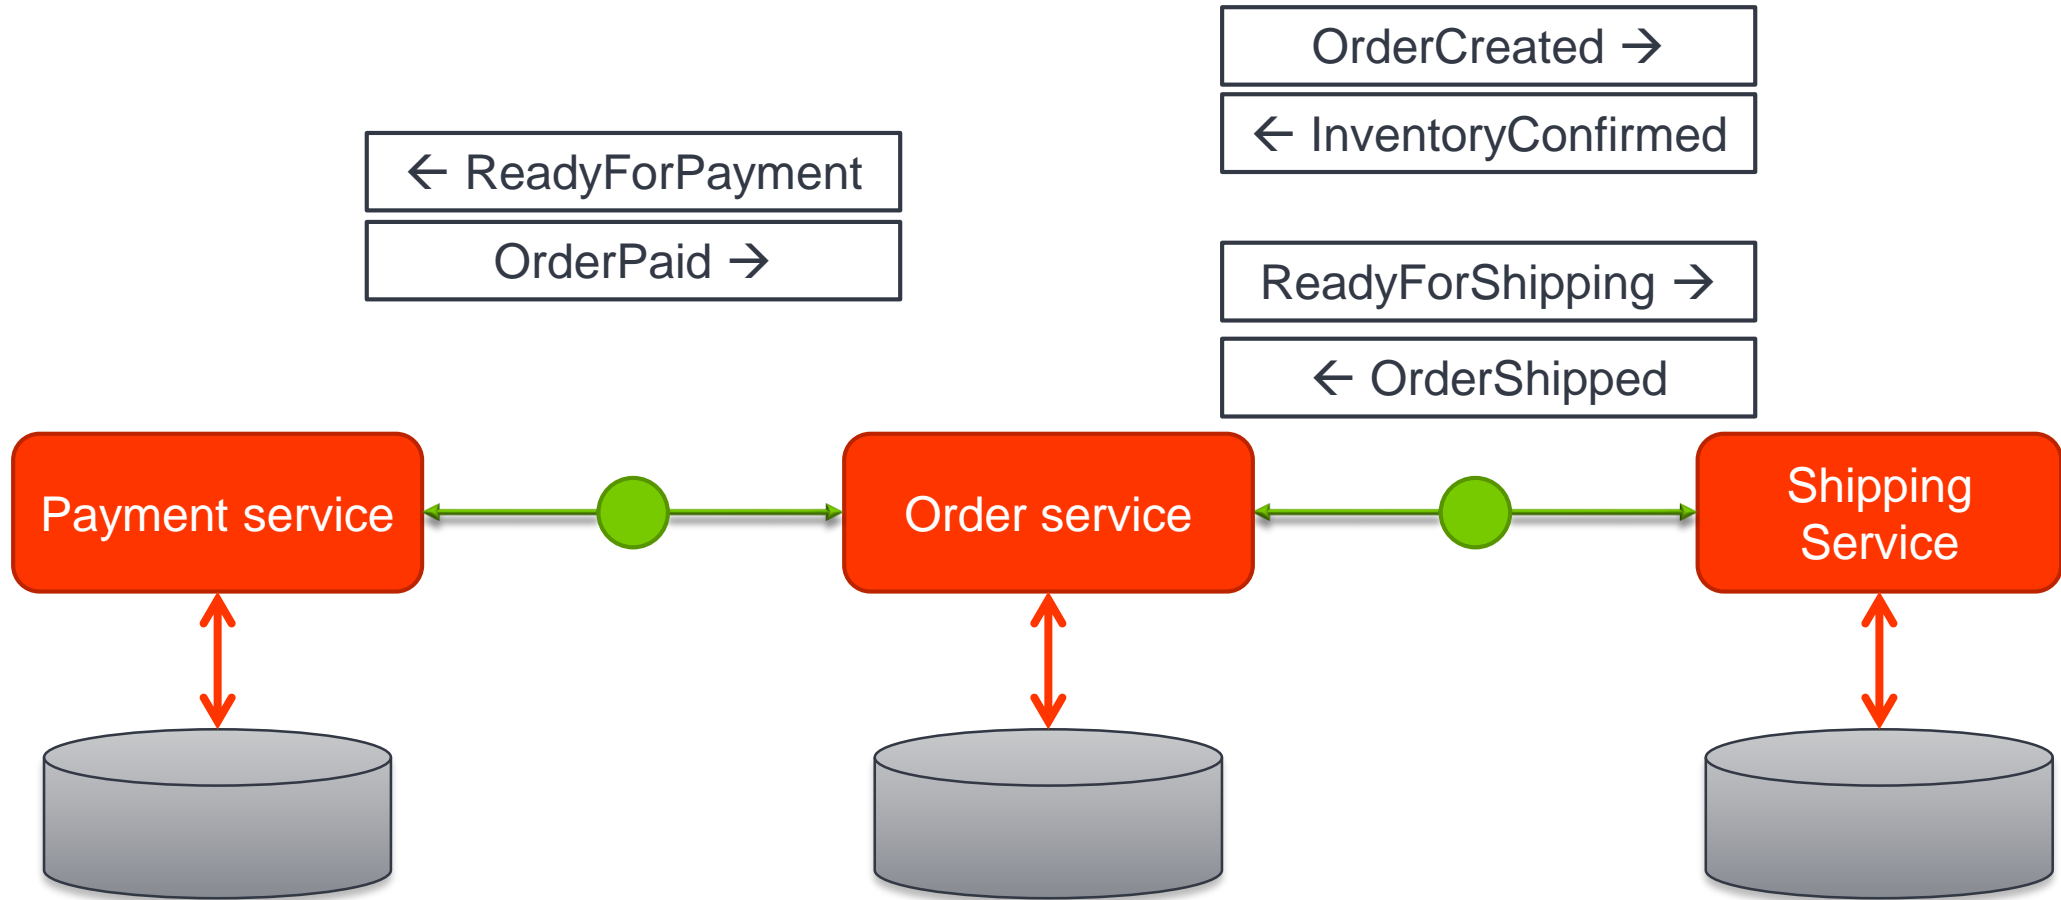 OrderCreated →
← InventoryConfirmed
← ReadyForPayment
OrderPaid →
ReadyForShipping →
← OrderShipped
Payment service
Order service
Shipping
Service